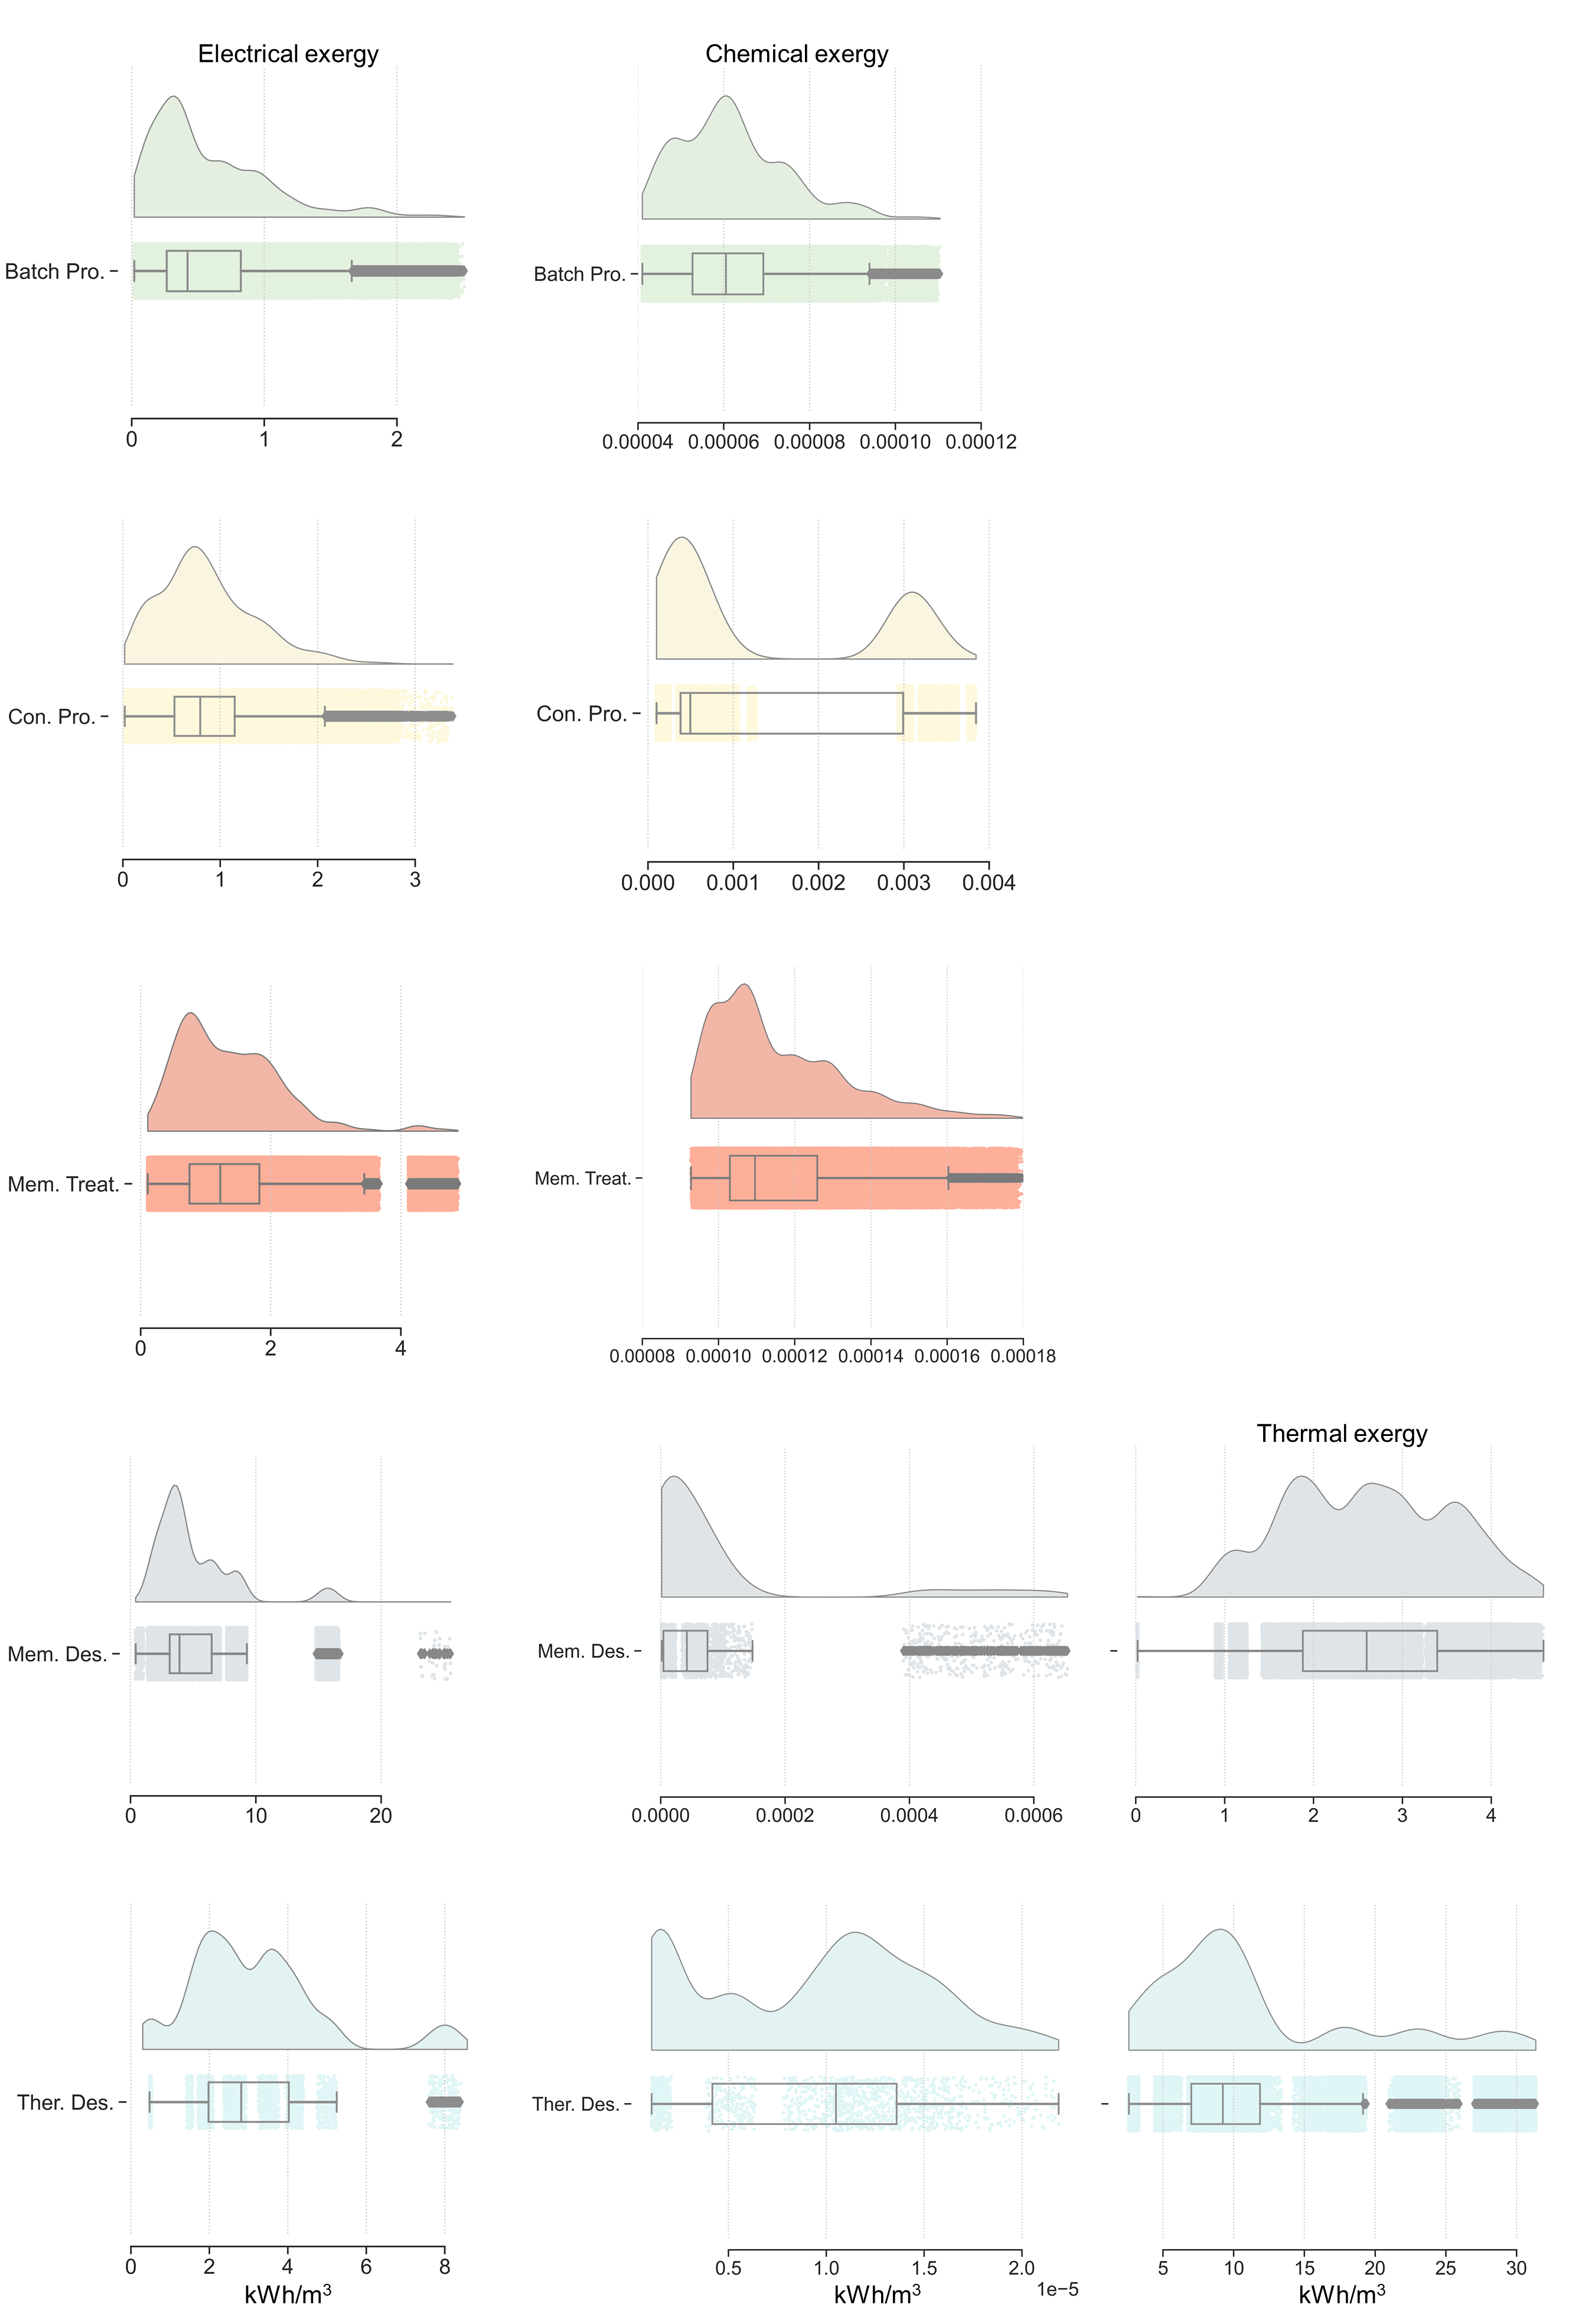 Electrical exergy
Chemical exergy
Batch Pro.
Batch Pro.
0 1 2
0.00004 0.00006 0.00008 0.00010 0.00012
Con. Pro.
Con. Pro.
0 1 2 3
0.000 0.001 0.002 0.003 0.004
Mem. Treat.
Mem. Treat.
0 2 4
0.00008 0.00010 0.00012 0.00014 0.00016 0.00018
Thermal exergy
Mem. Des.
Mem. Des.
0 10 20
0.0000 0.0002 0.0004 0.0006
0 1 2 3 4
Ther. Des.
Ther. Des.
0 2 4 6 8
kWh/m³
0.5 1.0 1.5 2.0
1e−5
kWh/m³
5 10 15 20 25 30
kWh/m³